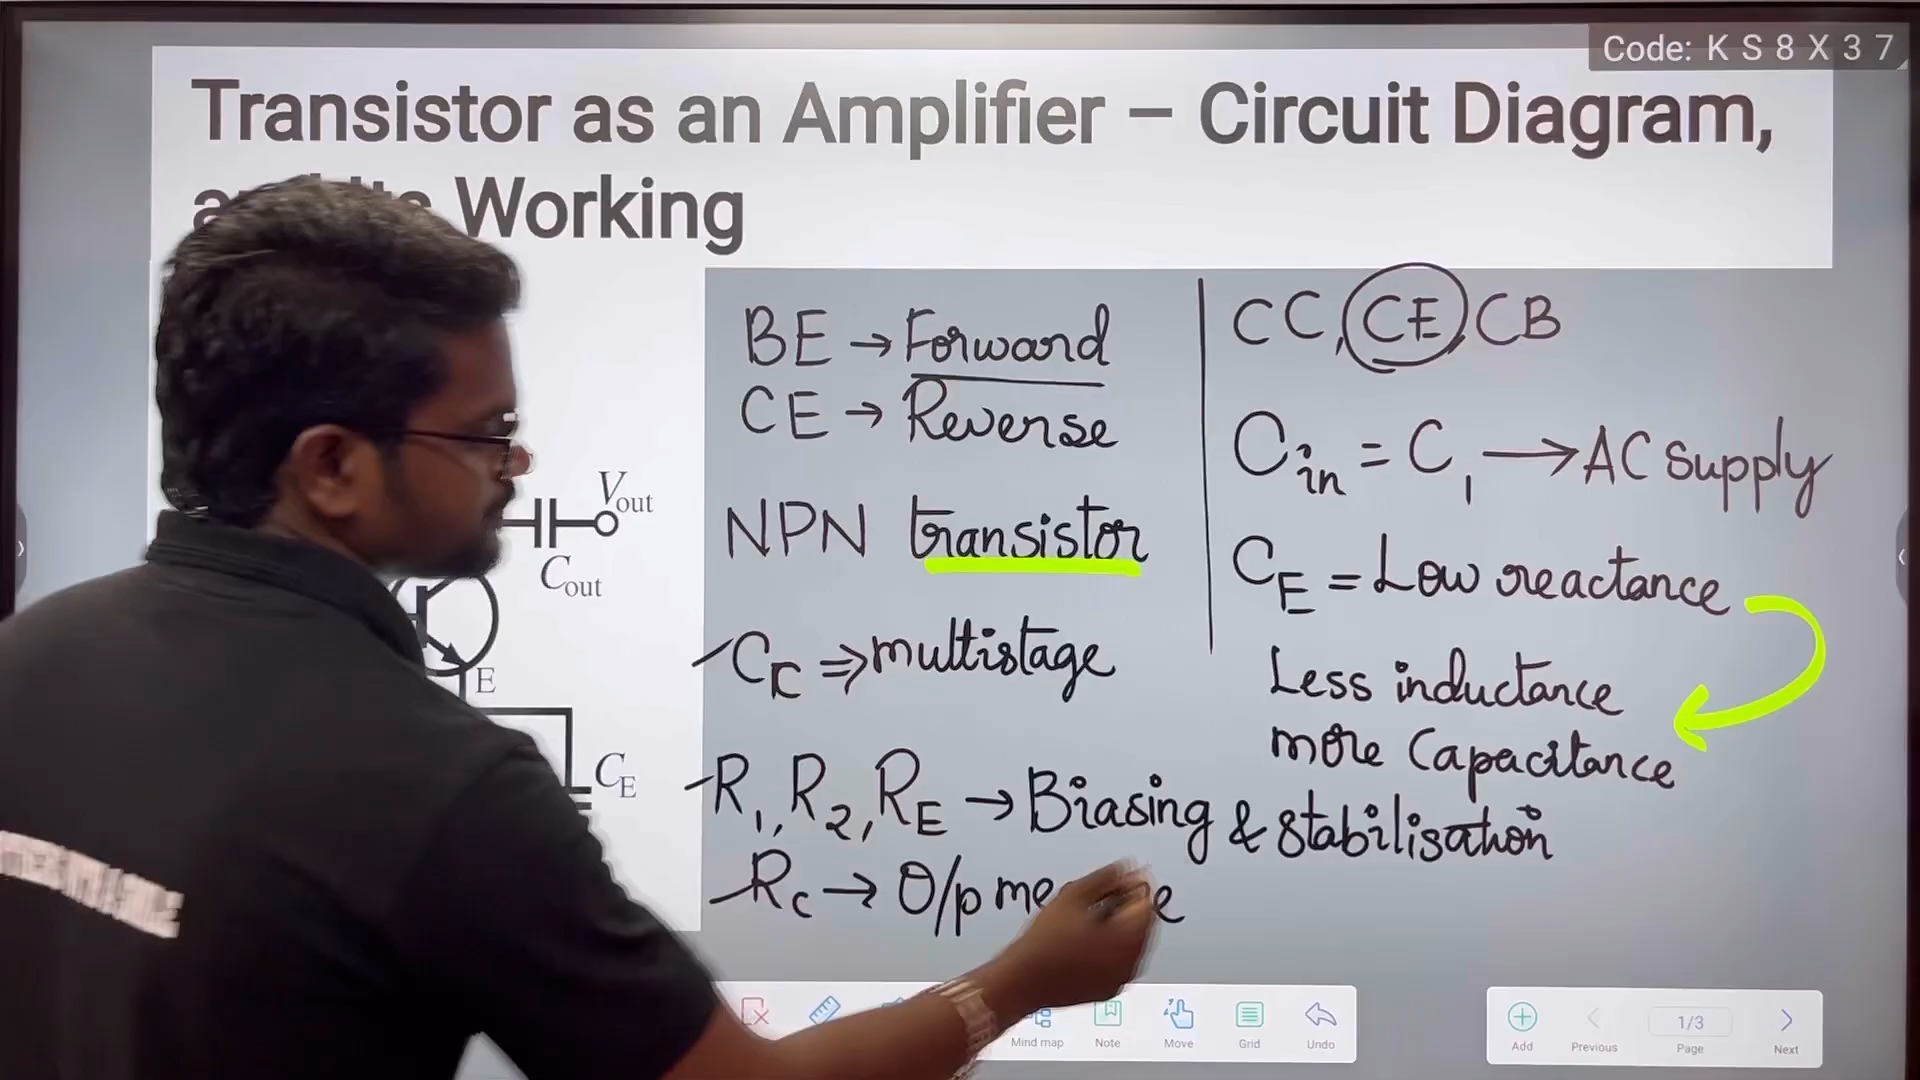 Code: K S 8 X 3 7
Transistor as an Amplifier – Circuit Diagram,
Working
BE → Forward
CE → Reverse
NPN transistor
CC ⇒ multistage
R1, R2, RE → Biasing & stabilisation
RC → O/p me e
CC, CE, CB
Cin = C1 → AC supply
CE = Low reactance
Less inductance
more Capacitance
Vout
Cout
E
CE
Mind map
Note
Move
Grid
Undo
Add
Previous
1/3
Page
Next